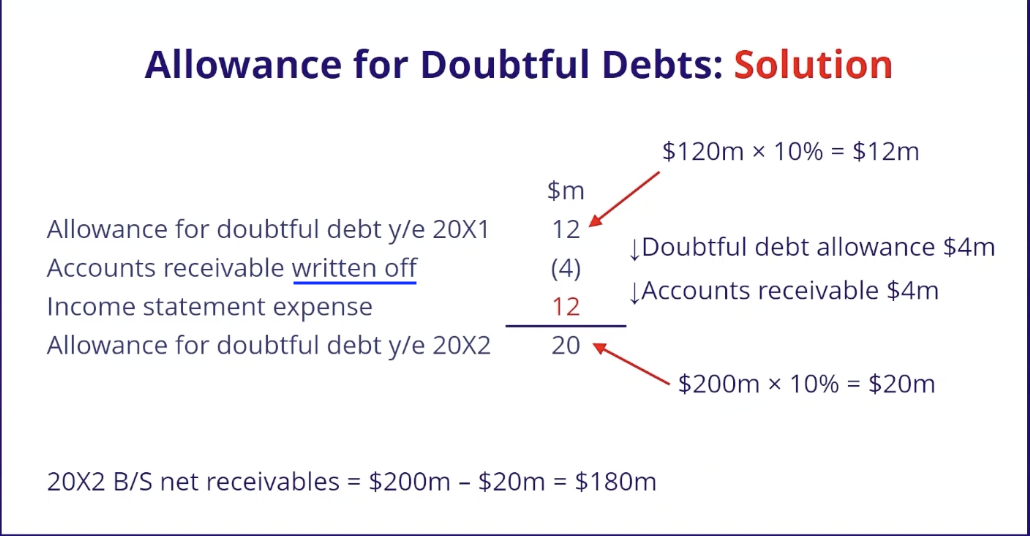 Allowance for Doubtful Debts: Solution
$120m × 10% = $12m
$m
Allowance for doubtful debt y/e 20X1 12
↓Doubtful debt allowance $4m
Accounts receivable written off (4)
↓Accounts receivable $4m
Income statement expense 12
Allowance for doubtful debt y/e 20X2 20
$200m × 10% = $20m
20X2 B/S net receivables = $200m – $20m = $180m